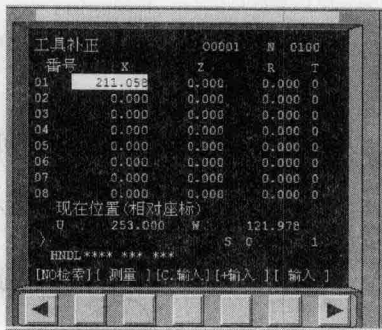 工具补正 O0001 N 0100
番号 X Z R T
01 211.058 0.000 0.000 0
02 0.000 0.000 0.000 0
03 0.000 0.000 0.000 0
04 0.000 0.000 0.000 0
05 0.000 0.000 0.000 0
06 0.000 0.000 0.000 0
07 0.000 0.000 0.000 0
08 0.000 0.000 0.000 0
现在位置(相对座标)
U 253.000 W 121.978
> S 0 1
HNDL **** *** ***
[NO检索][ 测量 ][C.输入][+输入 ][ 输入 ]